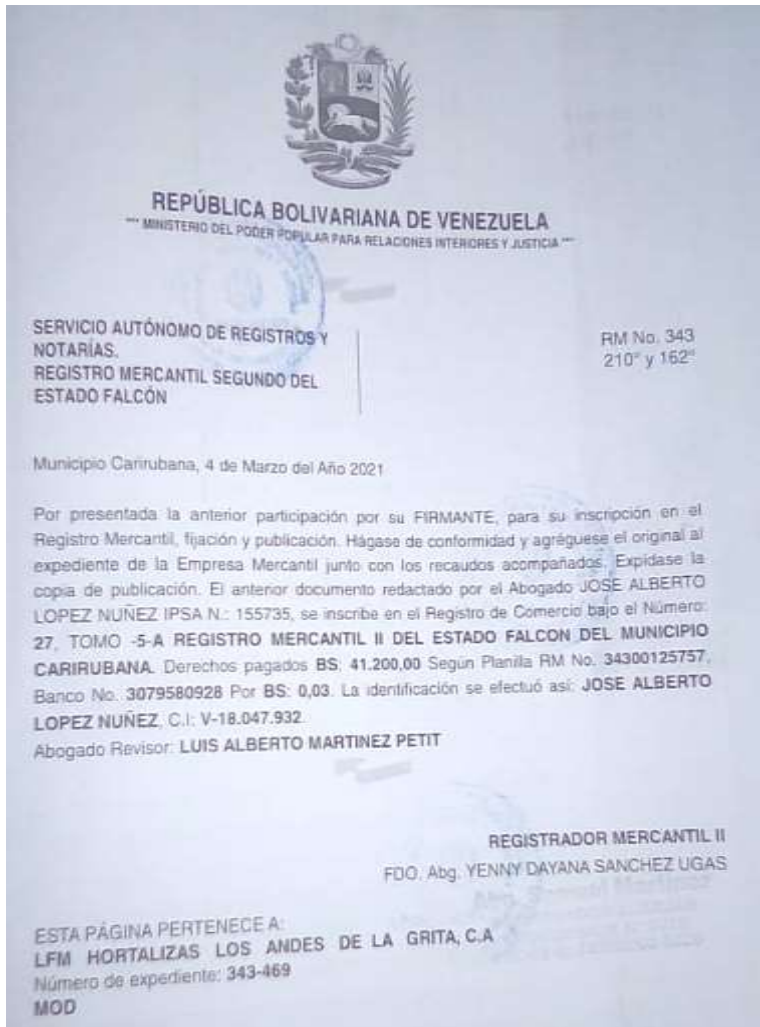 REPÚBLICA BOLIVARIANA DE VENEZUELA
*** MINISTERIO DEL PODER POPULAR PARA RELACIONES INTERIORES Y JUSTICIA ***
SERVICIO AUTÓNOMO DE REGISTROS Y
NOTARÍAS.
REGISTRO MERCANTIL SEGUNDO DEL
ESTADO FALCÓN
RM No. 343
210° y 162°
Municipio Carirubana, 4 de Marzo del Año 2021
Por presentada la anterior participación por su FIRMANTE, para su inscripción en el
Registro Mercantil, fijación y publicación. Hágase de conformidad y agréguese el original al
expediente de la Empresa Mercantil junto con los recaudos acompañados. Expídase la
copia de publicación. El anterior documento redactado por el Abogado JOSE ALBERTO
LOPEZ NUÑEZ IPSA N.: 155735, se inscribe en el Registro de Comercio bajo el Número:
27, TOMO -5-A REGISTRO MERCANTIL II DEL ESTADO FALCON DEL MUNICIPIO
CARIRUBANA. Derechos pagados BS: 41.200,00 Según Planilla RM No. 34300125757,
Banco No. 3079580928 Por BS: 0,03. La identificación se efectuó así: JOSE ALBERTO
LOPEZ NUÑEZ, C.I: V-18.047.932.
Abogado Revisor: LUIS ALBERTO MARTINEZ PETIT
REGISTRADOR MERCANTIL II
FDO. Abg. YENNY DAYANA SANCHEZ UGAS
ESTA PÁGINA PERTENECE A:
LFM HORTALIZAS LOS ANDES DE LA GRITA, C.A
Número de expediente: 343-469
MOD